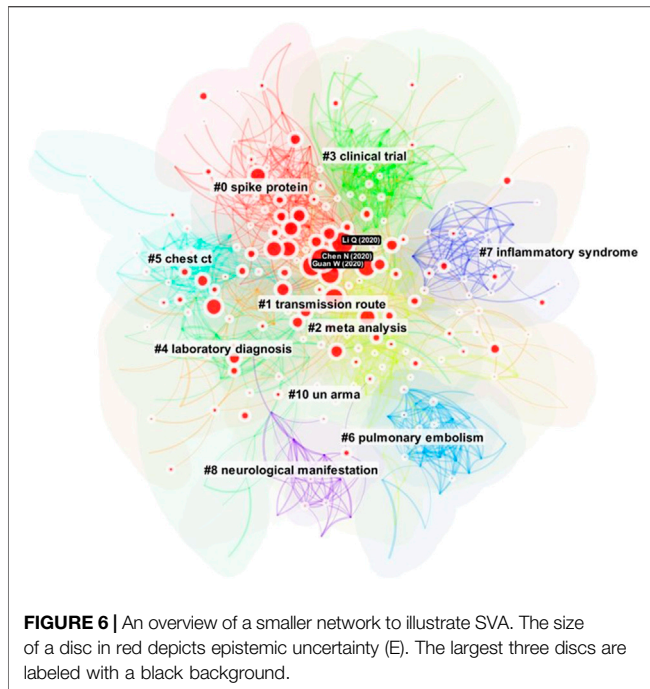 #3 clinical trial
#0 spike protein
Li Q (2020)
#7 inflammatory syndrome
Chen N (2020)
#5 chest ct
Guan W (2020)
#1 transmission route
#2 meta analysis
#4 laboratory diagnosis
#10 un arma
#6 pulmonary embolism
#8 neurological manifestation
FIGURE 6 | An overview of a smaller network to illustrate SVA. The size
of a disc in red depicts epistemic uncertainty (E). The largest three discs are
labeled with a black background.